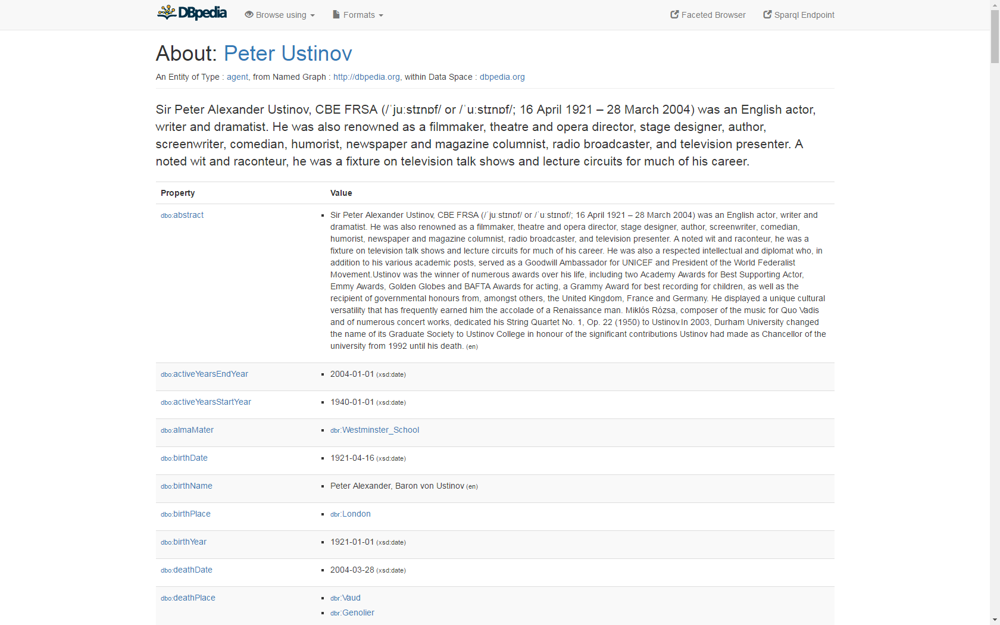 DBpedia Browse using Formats Faceted Browser Sparql Endpoint
About: Peter Ustinov
An Entity of Type : agent, from Named Graph : http://dbpedia.org, within Data Space : dbpedia.org
Sir Peter Alexander Ustinov, CBE FRSA (/ˈjuːstɪnɒf/ or /ˈuːstɪnɒf/; 16 April 1921 – 28 March 2004) was an English actor,
writer and dramatist. He was also renowned as a filmmaker, theatre and opera director, stage designer, author,
screenwriter, comedian, humorist, newspaper and magazine columnist, radio broadcaster, and television presenter. A
noted wit and raconteur, he was a fixture on television talk shows and lecture circuits for much of his career.
Property Value
dbo:abstract
Sir Peter Alexander Ustinov, CBE FRSA (/ˈjuːstɪnɒf/ or /ˈuːstɪnɒf/; 16 April 1921 – 28 March 2004) was an English actor, writer and
dramatist. He was also renowned as a filmmaker, theatre and opera director, stage designer, author, screenwriter, comedian,
humorist, newspaper and magazine columnist, radio broadcaster, and television presenter. A noted wit and raconteur, he was a
fixture on television talk shows and lecture circuits for much of his career. He was also a respected intellectual and diplomat who, in
addition to his various academic posts, served as a Goodwill Ambassador for UNICEF and President of the World Federalist
Movement.Ustinov was the winner of numerous awards over his life, including two Academy Awards for Best Supporting Actor,
Emmy Awards, Golden Globes and BAFTA Awards for acting, a Grammy Award for best recording for children, as well as the
recipient of governmental honours from, amongst others, the United Kingdom, France and Germany. He displayed a unique cultural
versatility that has frequently earned him the accolade of a Renaissance man. Miklós Rózsa, composer of the music for Quo Vadis
and of numerous concert works, dedicated his String Quartet No. 1, Op. 22 (1950) to Ustinov.In 2003, Durham University changed
the name of its Graduate Society to Ustinov College in honour of the significant contributions Ustinov had made as Chancellor of the
university from 1992 until his death. (en)
dbo:activeYearsEndYear 2004-01-01 (xsd:date)
dbo:activeYearsStartYear 1940-01-01 (xsd:date)
dbo:almaMater dbr:Westminster_School
dbo:birthDate 1921-04-16 (xsd:date)
dbo:birthName Peter Alexander, Baron von Ustinov (en)
dbo:birthPlace dbr:London
dbo:birthYear 1921-01-01 (xsd:date)
dbo:deathDate 2004-03-28 (xsd:date)
dbo:deathPlace dbr:Vaud
dbr:Genolier